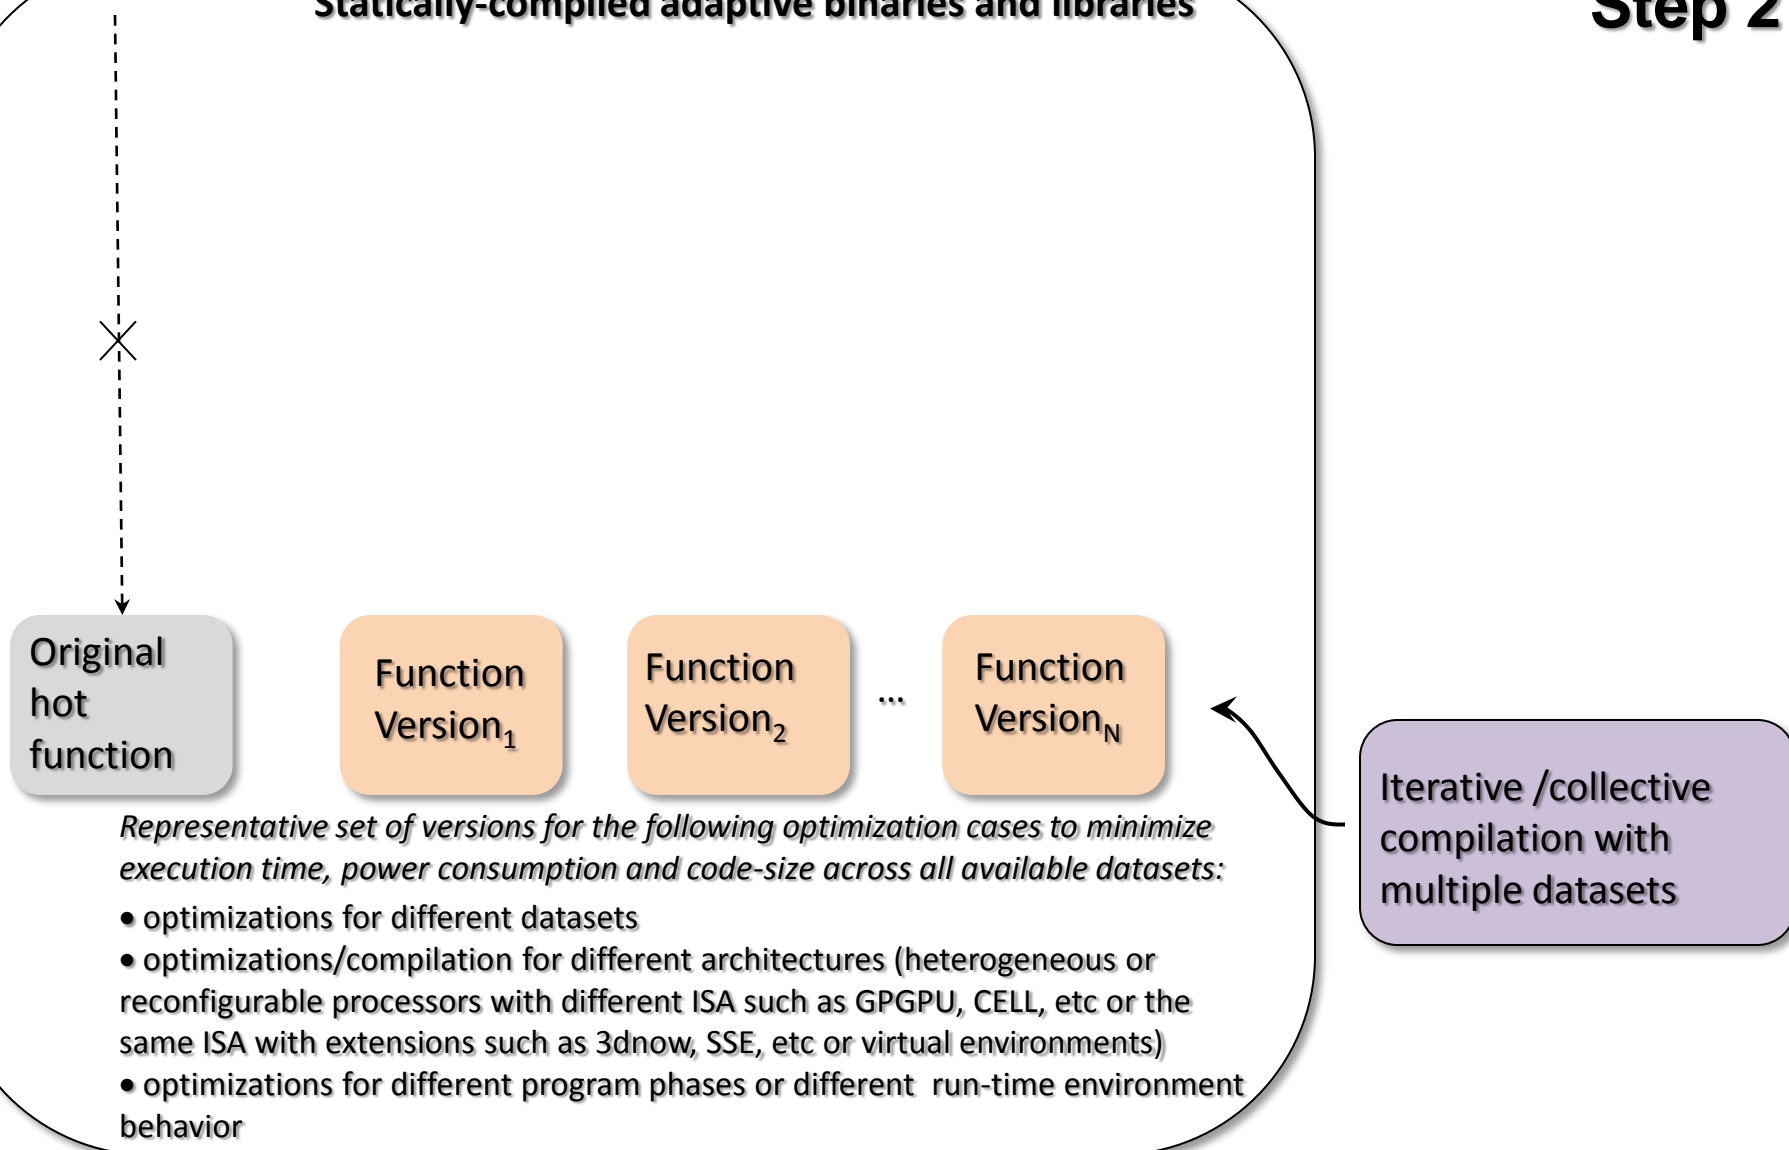 Statically-compiled adaptive binaries and libraries
Step 2
Original
hot
function
Function
Version1
Function
Version2
...
Function
VersionN
Iterative /collective
compilation with
multiple datasets
Representative set of versions for the following optimization cases to minimize
execution time, power consumption and code-size across all available datasets:
• optimizations for different datasets
• optimizations/compilation for different architectures (heterogeneous or
reconfigurable processors with different ISA such as GPGPU, CELL, etc or the
same ISA with extensions such as 3dnow, SSE, etc or virtual environments)
• optimizations for different program phases or different  run-time environment
behavior